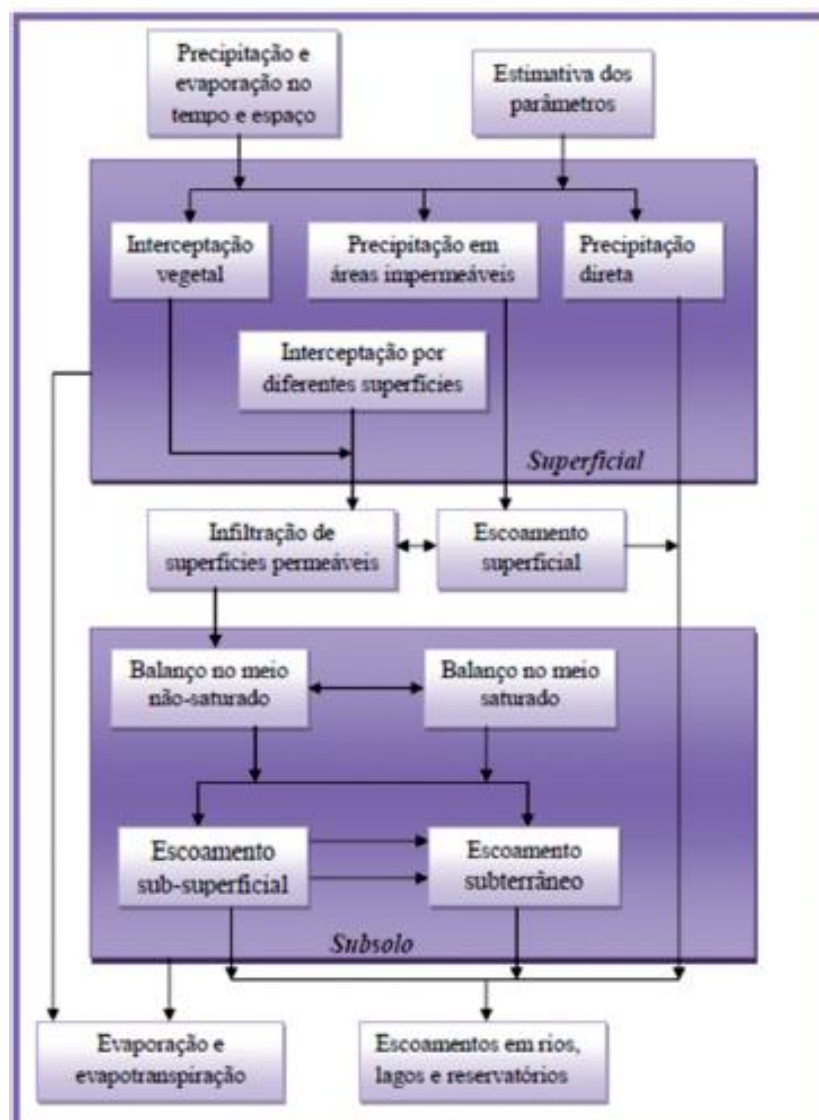 Precipitação e
evaporação no
tempo e espaço
Estimativa dos
parâmetros
Interceptação
vegetal
Precipitação em
áreas impermeáveis
Precipitação
direta
Interceptação por
diferentes superfícies
Superficial
Infiltração de
superfícies permeáveis
Escoamento
superficial
Balanço no meio
não-saturado
Balanço no meio
saturado
Escoamento
sub-superficial
Escoamento
subterrâneo
Subsolo
Evaporação e
evapotranspiração
Escoamentos em rios,
lagos e reservatórios